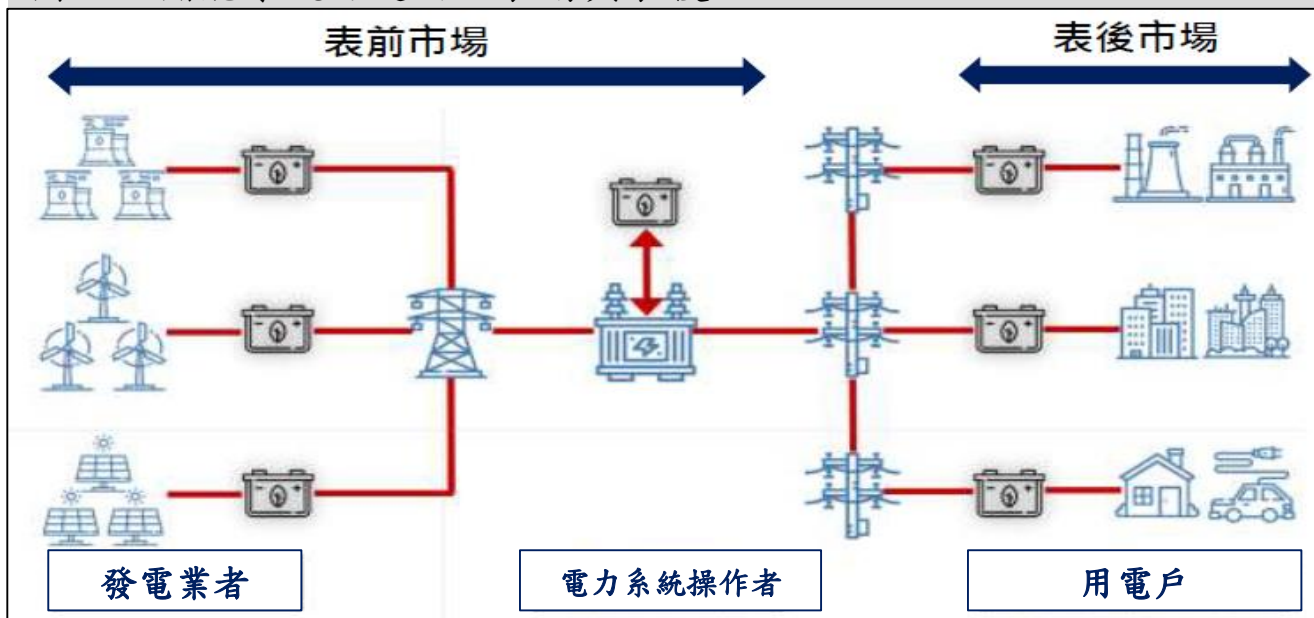 表前市場
表後市場
發電業者
電力系統操作者
用電戶